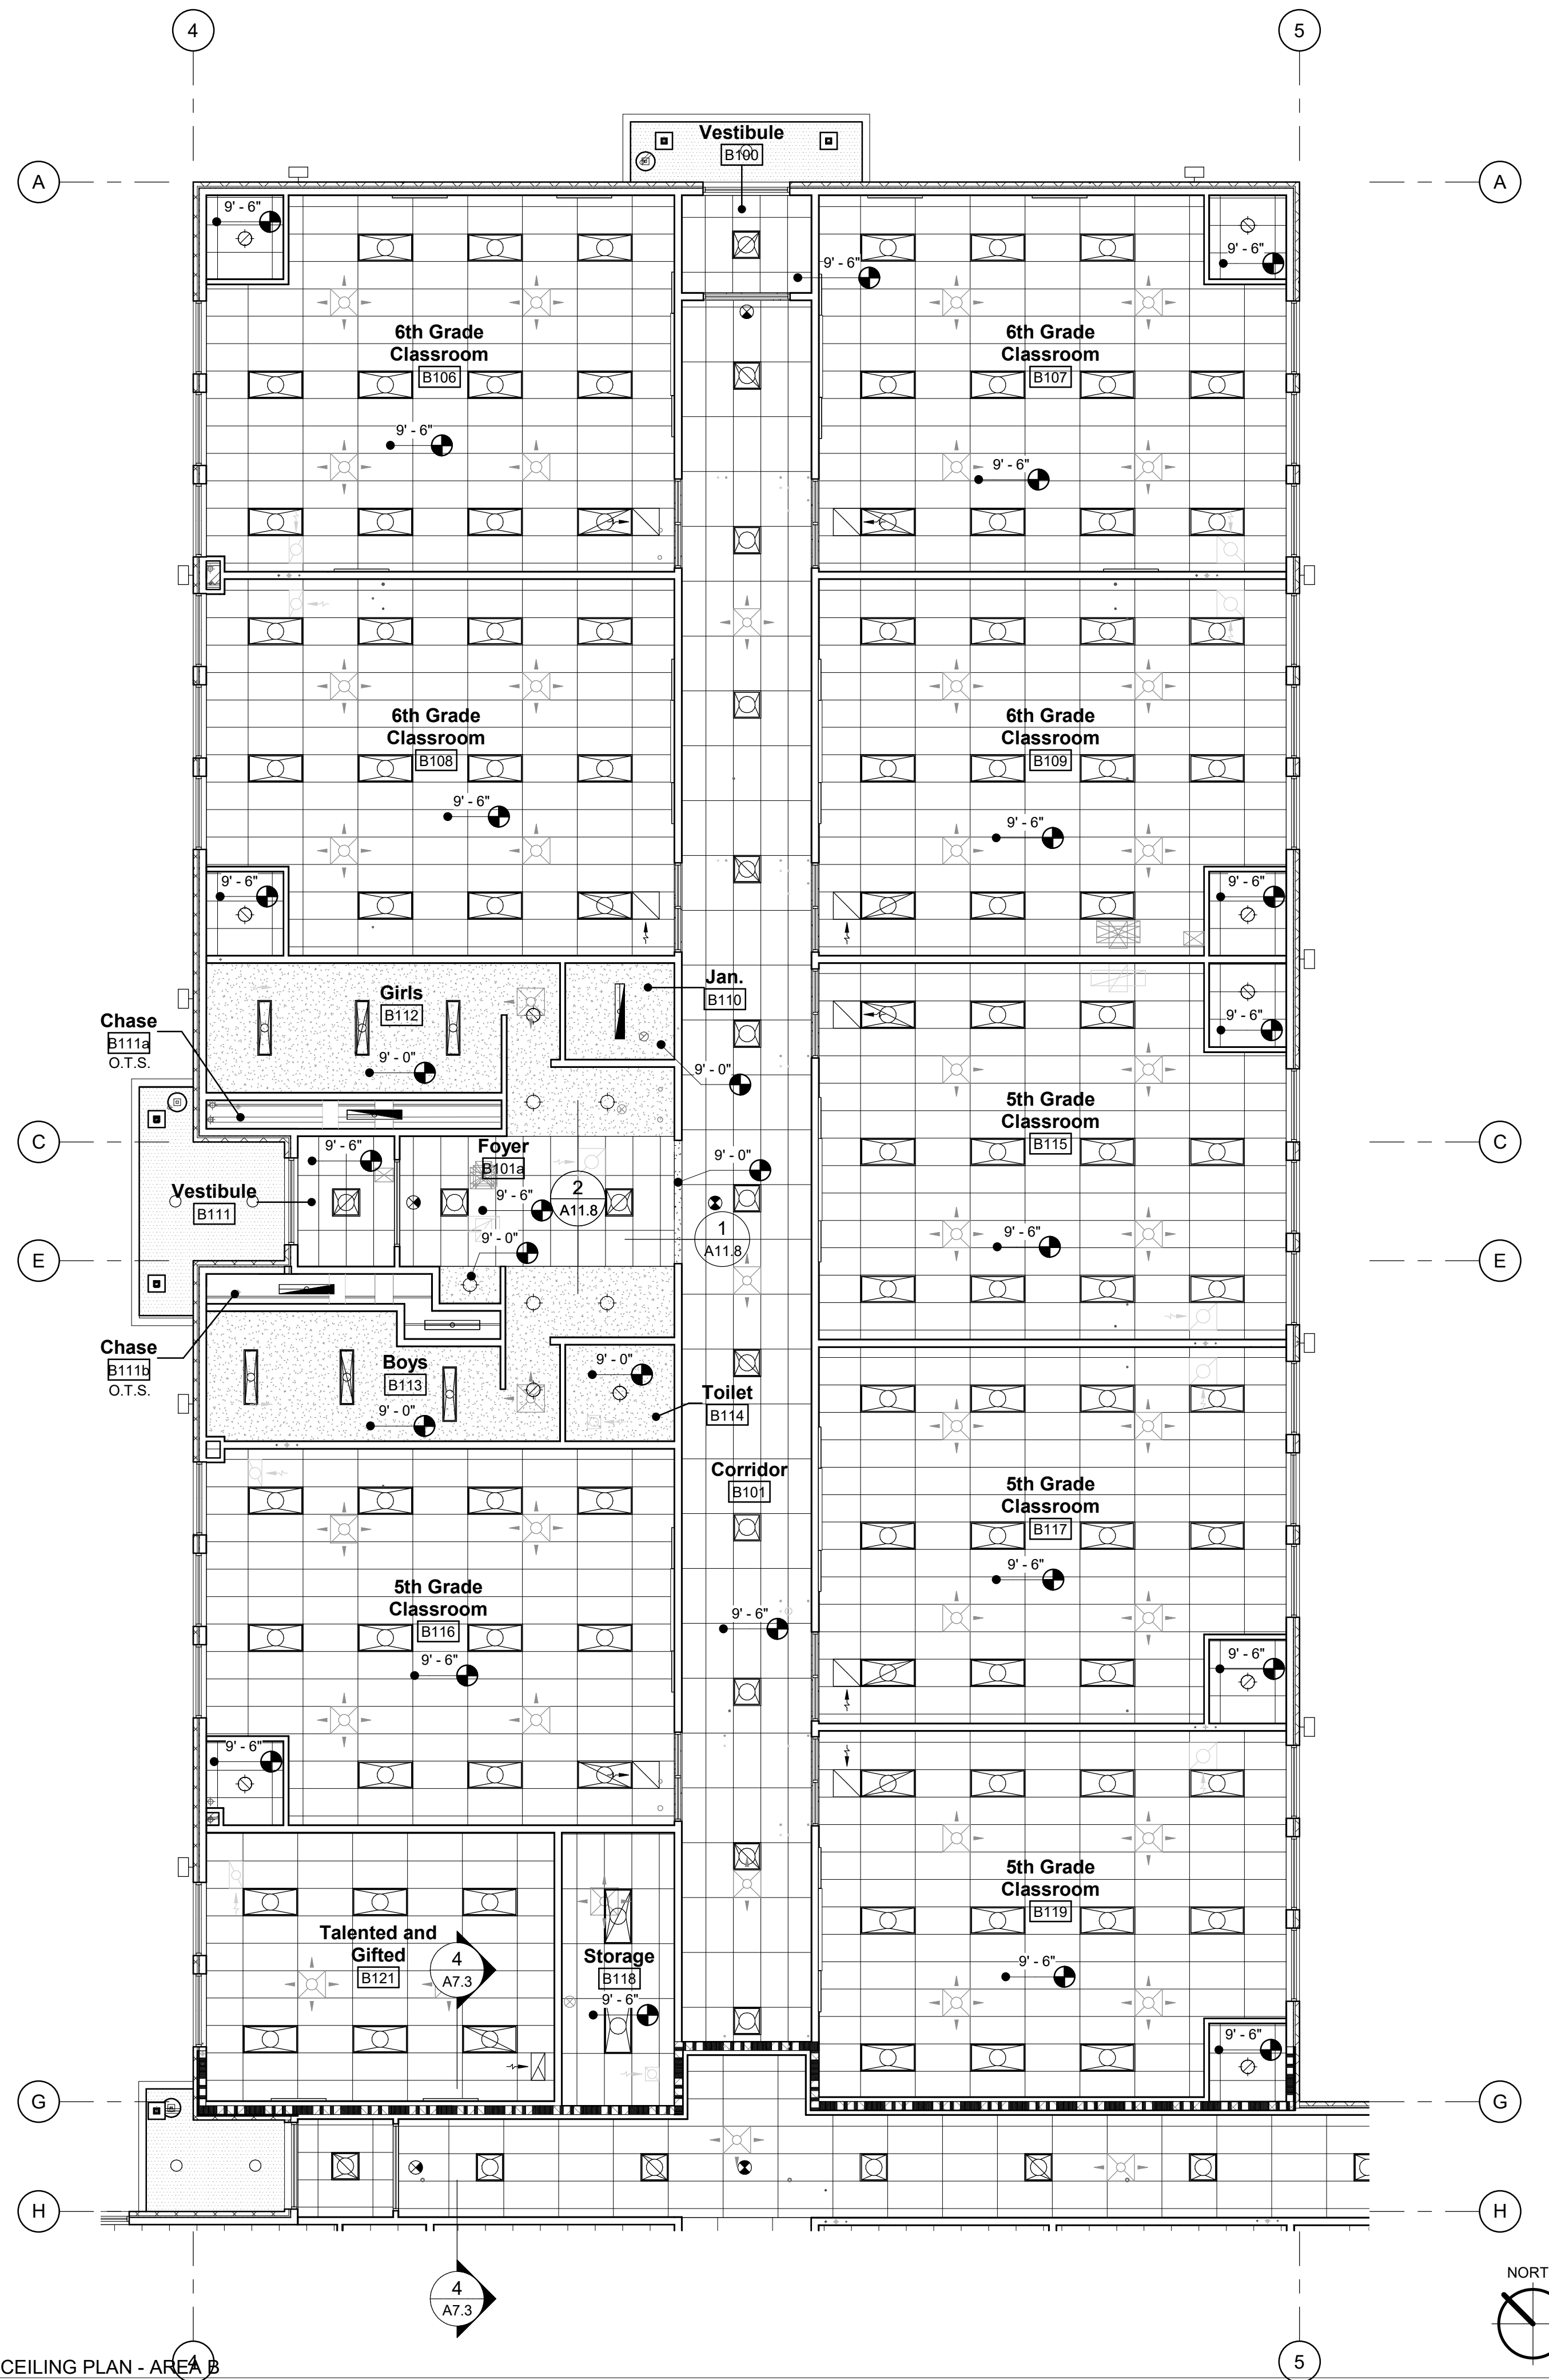 4
5
Vestibule
B100
A
A
9' - 6"
9' - 6"
9' - 6"
6th Grade
Classroom
B106
6th Grade
Classroom
B107
9' - 6"
9' - 6"
6th Grade
Classroom
B108
6th Grade
Classroom
B109
9' - 6"
9' - 6"
9' - 6"
9' - 6"
Girls
B112
Jan.
B110
9' - 6"
Chase
B111a
O.T.S.
9' - 0"
9' - 0"
5th Grade
Classroom
B115
C
C
9' - 6"
Foyer
B101a
9' - 0"
Vestibule
B111
9' - 6"
2
A11.8
1
A11.8
9' - 0"
9' - 6"
E
E
Chase
B111b
O.T.S.
Boys
B113
9' - 0"
9' - 0"
Toilet
B114
Corridor
B101
5th Grade
Classroom
B117
9' - 6"
5th Grade
Classroom
B116
9' - 6"
9' - 6"
9' - 6"
9' - 6"
5th Grade
Classroom
B119
Talented and
Gifted
B121
4
A7.3
Storage
B118
9' - 6"
9' - 6"
9' - 6"
G
G
H
H
4
A7.3
NORT
4
5
CEILING PLAN - AREA B